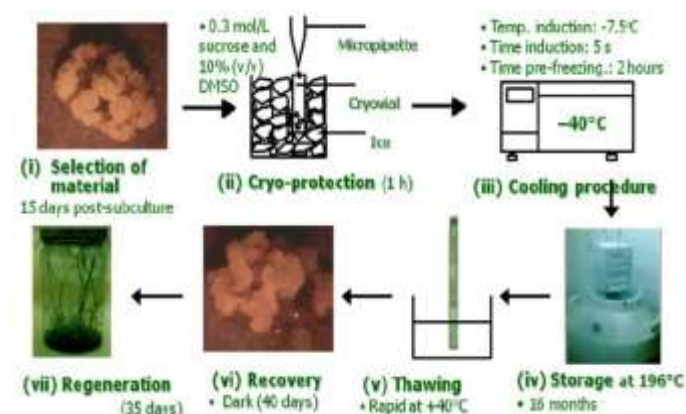 • 0.3 mol/L
sucrose and
10% (v/v)
DMSO
Micropipette
Cryovial
Ice
• Temp. induction: -7.5°C
• Time induction: 5 s
• Time pre-freezing.: 2 hours
–40°C
(i) Selection of
material
15 days post-subculture
(ii) Cryo-protection (1 h)
(iii) Cooling procedure
(vii) Regeneration
(35 days)
(vi) Recovery
• Dark (40 days)
(v) Thawing
• Rapid at +40°C
(iv) Storage at 196°C
• 16 months